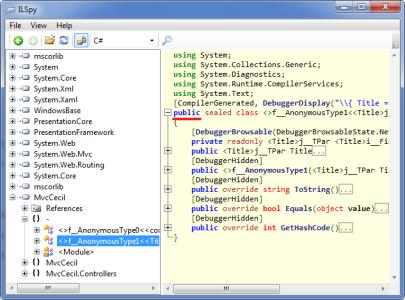 ILSpy
File View Help
C#
mscorlib
System
System.Core
System.Xml
System.Xaml
WindowsBase
PresentationCore
PresentationFramework
System.Web
System.Web.Mvc
System.Web.Routing
System.Core
mscorlib
MvcCecil
References
{} -
<>f__AnonymousType0<<co
<>f__AnonymousType1<<Tit
<Module>
{} MvcCecil
{} MvcCecil.Controllers
using System;
using System.Collections.Generic;
using System.Diagnostics;
using System.Runtime.CompilerServices;
using System.Text;
[CompilerGenerated, DebuggerDisplay("\\{ Title =
public sealed class <>f__AnonymousType1<<Title>j
{
[DebuggerBrowsable(DebuggerBrowsableState.Ne
private readonly <Title>j__TPar <Title>i__Fi
public <Title>j__TPar Title...
[DebuggerHidden]
public <>f__AnonymousType1(<Title>j__TPar Ti
[DebuggerHidden]
public override string ToString()...
[DebuggerHidden]
public override bool Equals(object value)...
[DebuggerHidden]
public override int GetHashCode()...
}